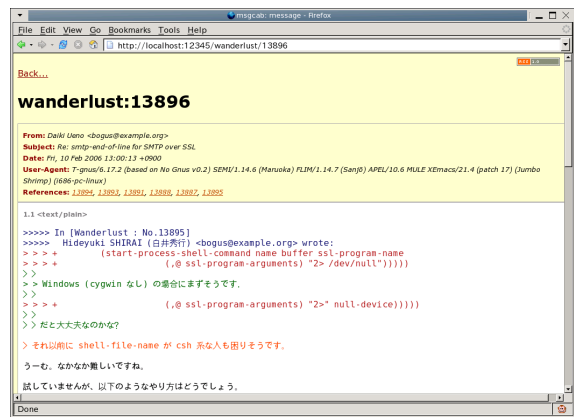 msgcab: message - Firefox
File Edit View Go Bookmarks Tools Help
http://localhost:12345/wanderlust/13896
Back...
wanderlust:13896
From: Daiki Ueno <bogus@example.org>
Subject: Re: smtp-end-of-line for SMTP over SSL
Date: Fri, 10 Feb 2006 13:00:13 +0900
User-Agent: T-gnus/6.17.2 (based on No Gnus v0.2) SEMI/1.14.6 (Maruoka) FLIM/1.14.7 (Sanjō) APEL/10.6 MULE XEmacs/21.4 (patch 17) (Jumbo
Shrimp) (i686-pc-linux)
References: 13894, 13893, 13891, 13888, 13887, 13895
1.1 <text/plain>
>>>>> In [Wanderlust : No.13895]
>>>>> Hideyuki SHIRAI (白井秀行) <bogus@example.org> wrote:
> > > + (start-process-shell-command name buffer ssl-program-name
> > > + (,@ ssl-program-arguments) "2> /dev/null")))))
> >
> > Windows (cygwin なし) の場合にまずそうです。
> >
> > > + (,@ ssl-program-arguments) "2>" null-device)))))
> >
> > だと大丈夫なのかな?
> それ以前に shell-file-name が csh 系な人も困りそうです。
うーむ。なかなか難しいですね。
試していませんが、以下のようなやり方はどうでしょう。
Done